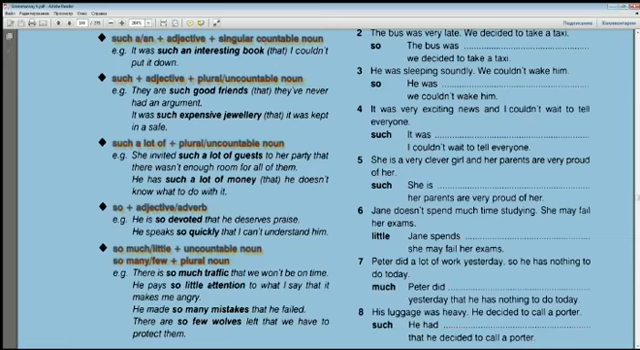 Grammarway 4.pdf - Adobe Reader
Файл Редактирование Просмотр Окно Справка
Подписание
Комментарии
◆ such a/an + adjective + singular countable noun
e.g. It was such an interesting book (that) I couldn't
put it down.
◆ such + adjective + plural/uncountable noun
e.g. They are such good friends (that) they've never
had an argument.
It was such expensive jewellery (that) it was kept
in a safe.
◆ such a lot of + plural/uncountable noun
e.g. She invited such a lot of guests to her party that
there wasn't enough room for all of them.
He has such a lot of money (that) he doesn't
know what to do with it.
◆ so + adjective/adverb
e.g. He is so devoted that he deserves praise.
He speaks so quickly that I can't understand him.
◆ so much/little + uncountable noun
so many/few + plural noun
e.g. There is so much traffic that we won't be on time.
He pays so little attention to what I say that it
makes me angry.
He made so many mistakes that he failed.
There are so few wolves left that we have to
protect them.
2 The bus was very late. We decided to take a taxi.
so The bus was ................................
we decided to take a taxi.
3 He was sleeping soundly. We couldn't wake him.
so He was ................................
we couldn't wake him.
4 It was very exciting news and I couldn't wait to tell
everyone.
such It was ................................
I couldn't wait to tell everyone.
5 She is a very clever girl and her parents are very proud
of her.
such She is ................................
her parents are very proud of her.
6 Jane doesn't spend much time studying. She may fail
her exams.
little Jane spends ................................
she may fail her exams.
7 Peter did a lot of work yesterday, so he has nothing to
do today.
much Peter did ................................
yesterday that he has nothing to do today.
8 His luggage was heavy. He decided to call a porter.
such He had ................................
that he decided to call a porter.